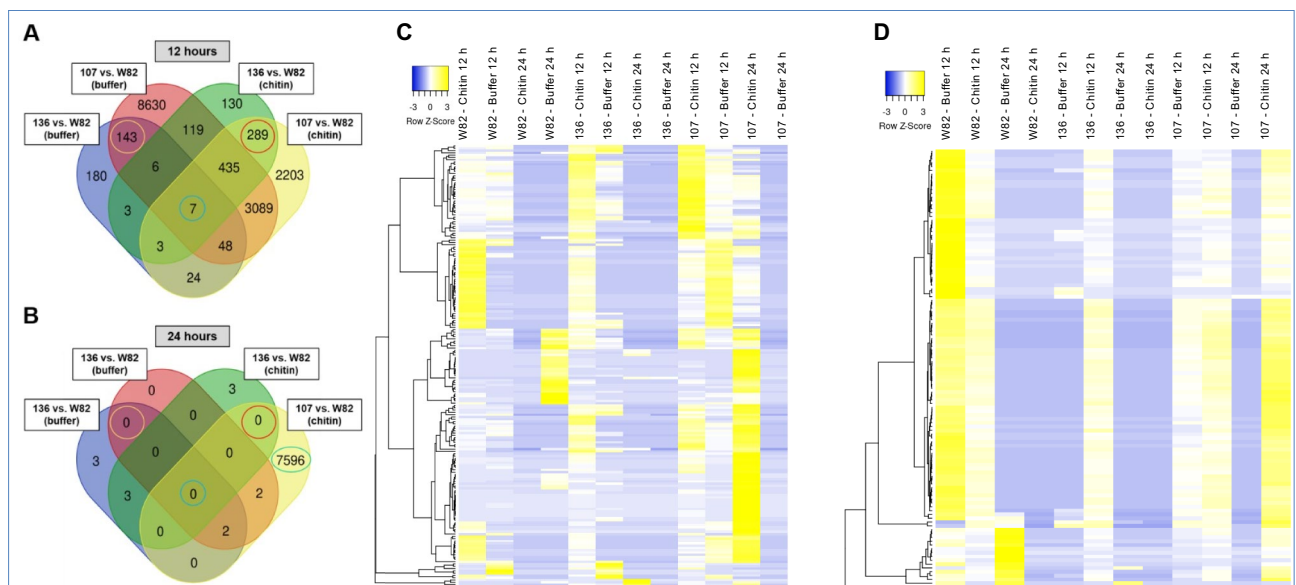 A
12 hours
107 vs. W82
(buffer)
136 vs. W82
(chitin)
136 vs. W82
(buffer)
107 vs. W82
(chitin)
8630
130
143
119
289
180
6
435
2203
3
7
3089
3
48
24
B
24 hours
136 vs. W82
(buffer)
136 vs. W82
(chitin)
136 vs. W82
(buffer)
107 vs. W82
(chitin)
0
3
0
0
0
3
0
0
7596
3
0
2
0
2
0
C
-3 0 3
Row Z-Score
W82 - Chitin 12 h
W82 - Buffer 12 h
W82 - Chitin 24 h
W82 - Buffer 24 h
136 - Chitin 12 h
136 - Buffer 12 h
136 - Chitin 24 h
136 - Buffer 24 h
107 - Chitin 12 h
107 - Buffer 12 h
107 - Chitin 24 h
107 - Buffer 24 h
D
-3 0 3
Row Z-Score
W82 - Chitin 12 h
W82 - Buffer 12 h
W82 - Buffer 24 h
W82 - Chitin 24 h
136 - Buffer 12 h
136 - Chitin 12 h
136 - Buffer 24 h
136 - Chitin 24 h
107 - Buffer 12 h
107 - Chitin 12 h
107 - Buffer 24 h
107 - Chitin 24 h